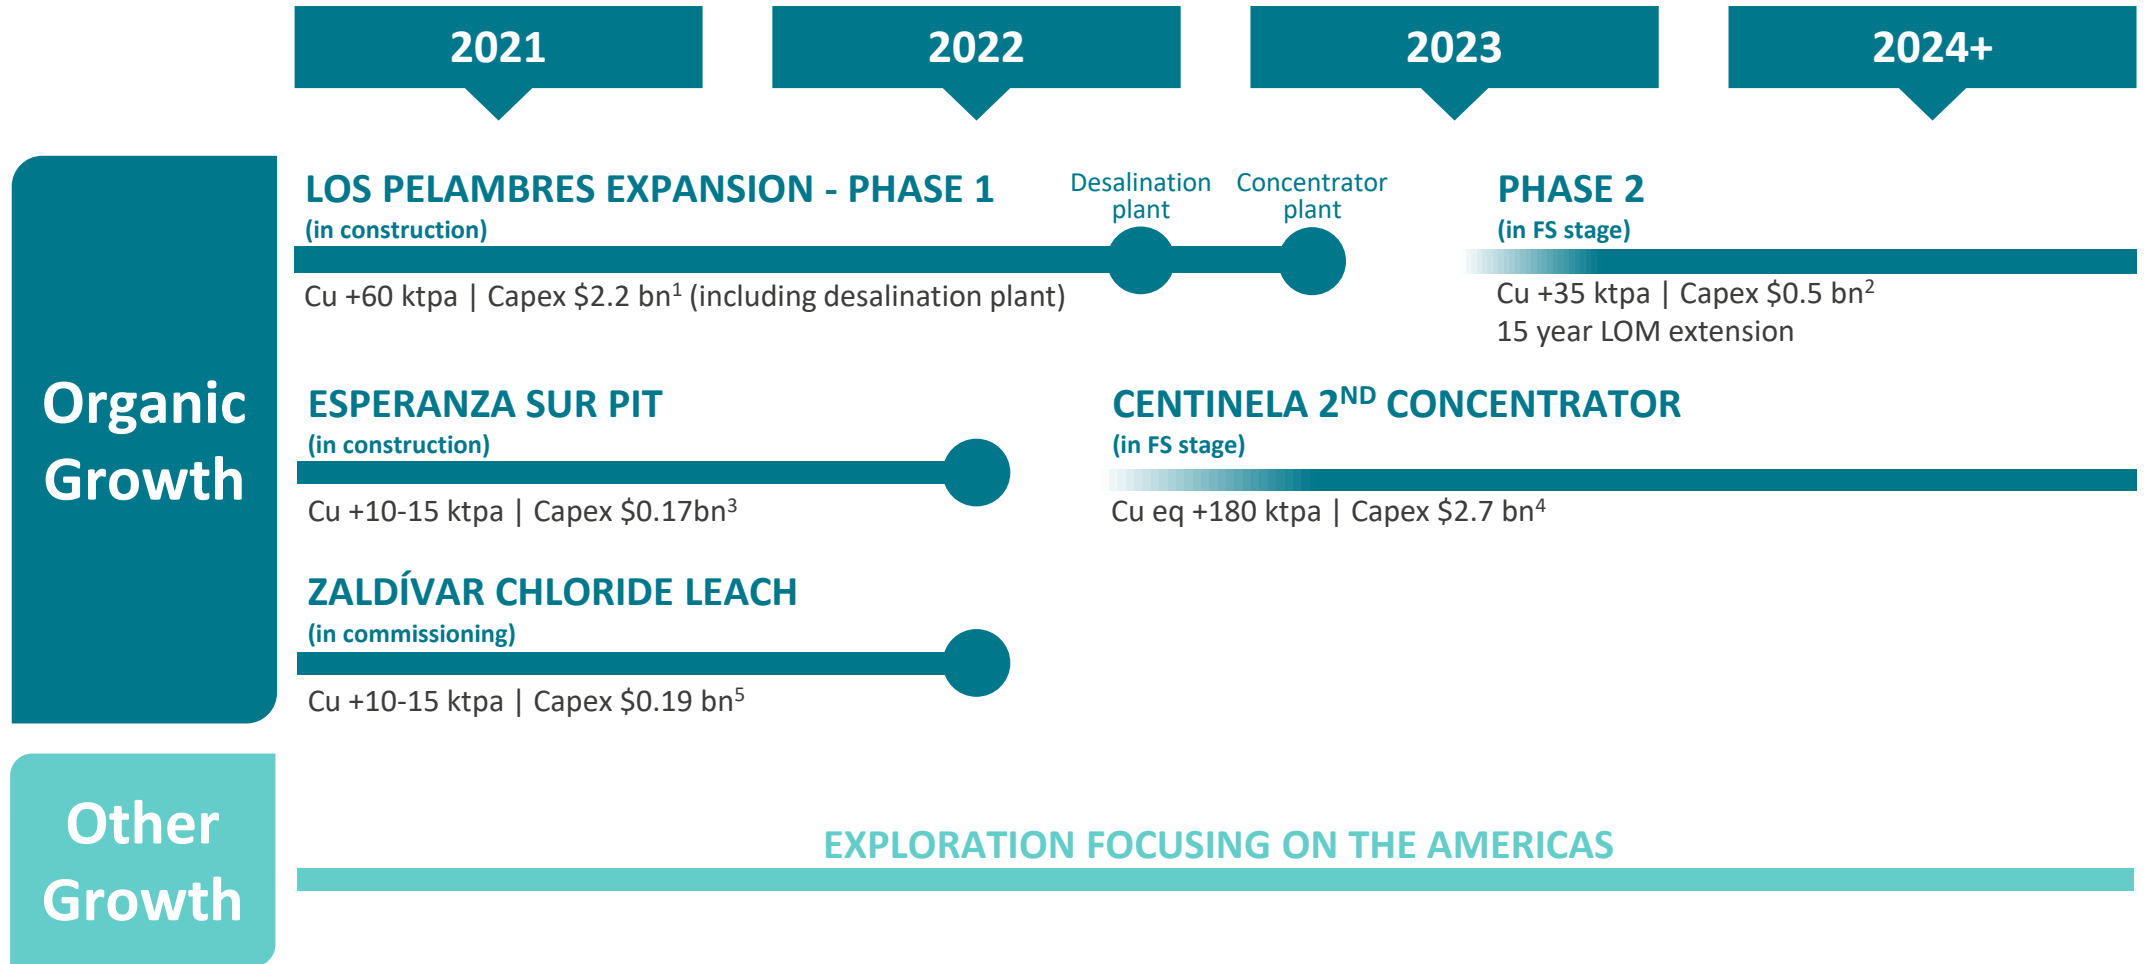 2021
2022
2023
2024+
Organic
Growth
LOS PELAMBRES EXPANSION - PHASE 1
(in construction)
Desalination
plant
Concentrator
plant
Cu +60 ktpa | Capex $2.2 bn¹ (including desalination plant)
PHASE 2
(in FS stage)
Cu +35 ktpa | Capex $0.5 bn²
15 year LOM extension
ESPERANZA SUR PIT
(in construction)
Cu +10-15 ktpa | Capex $0.17bn³
CENTINELA 2ND CONCENTRATOR
(in FS stage)
Cu eq +180 ktpa | Capex $2.7 bn⁴
ZALDÍVAR CHLORIDE LEACH
(in commissioning)
Cu +10-15 ktpa | Capex $0.19 bn⁵
Other
Growth
EXPLORATION FOCUSING ON THE AMERICAS